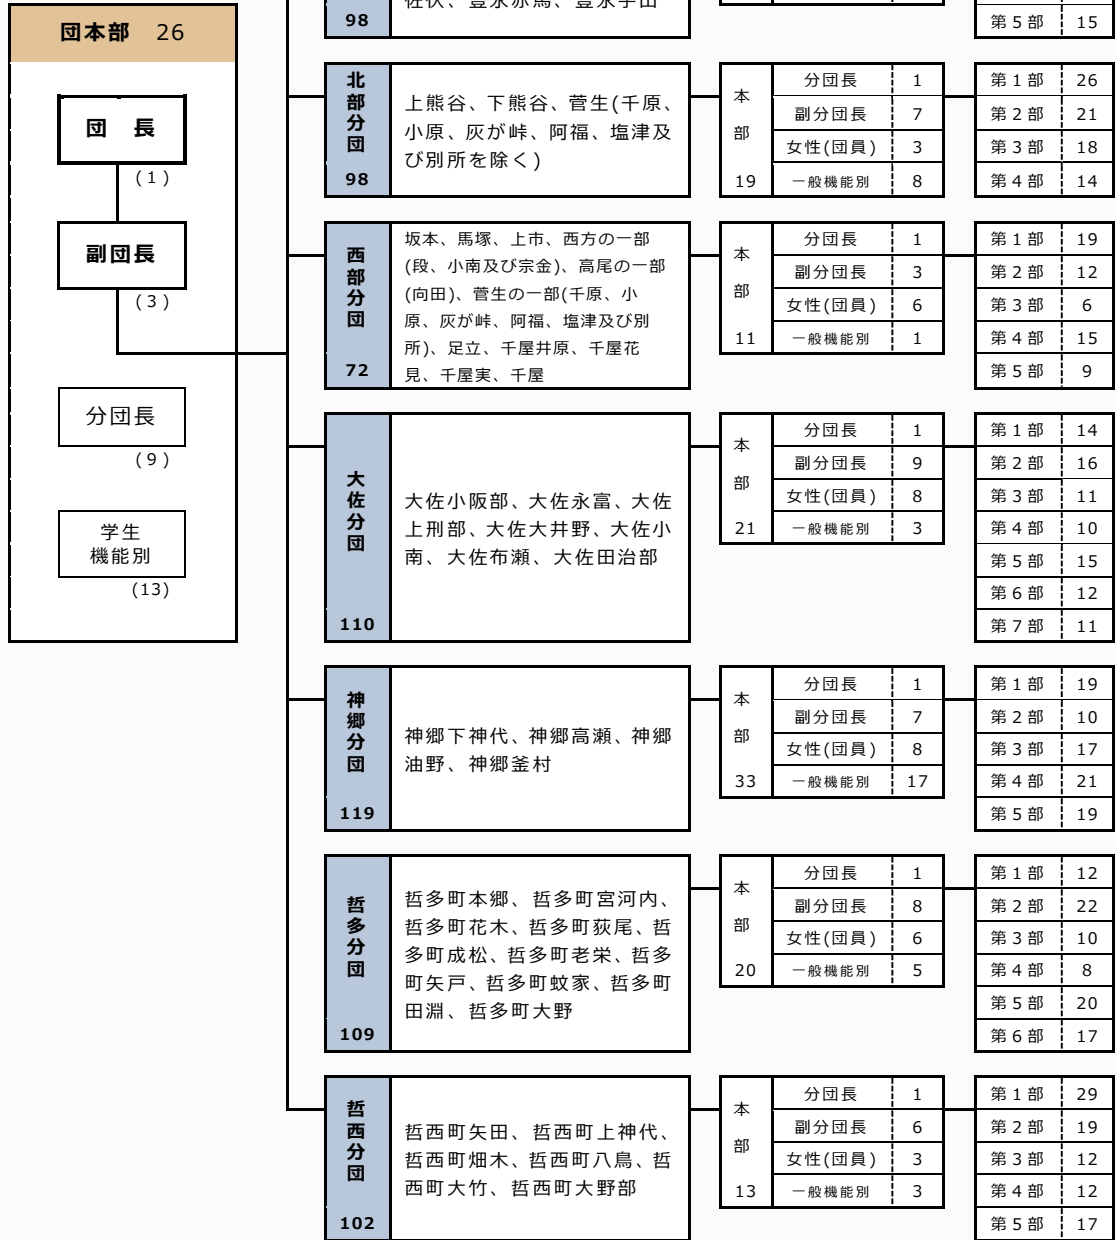 団本部 26
団 長
(1)
副団長
(3)
分団長
(9)
学生
機能別
(13)
98
第5部 15
北部分団
98
上熊谷、下熊谷、菅生(千原、
小原、灰が峠、阿福、塩津及
び別所を除く)
本部
19
分団長 1
副分団長 7
女性(団員) 3
一般機能別 8
第1部 26
第2部 21
第3部 18
第4部 14
西部分団
72
坂本、馬塚、上市、西方の一部
(段、小南及び宗金)、高尾の一部
(向田)、菅生の一部(千原、小
原、灰が峠、阿福、塩津及び別
所)、足立、千屋井原、千屋花
見、千屋実、千屋
本部
11
分団長 1
副分団長 3
女性(団員) 6
一般機能別 1
第1部 19
第2部 12
第3部 6
第4部 15
第5部 9
大佐分団
110
大佐小阪部、大佐永富、大佐
上刑部、大佐大井野、大佐小
南、大佐布瀬、大佐田治部
本部
21
分団長 1
副分団長 9
女性(団員) 8
一般機能別 3
第1部 14
第2部 16
第3部 11
第4部 10
第5部 15
第6部 12
第7部 11
神郷分団
119
神郷下神代、神郷高瀬、神郷
油野、神郷釜村
本部
33
分団長 1
副分団長 7
女性(団員) 8
一般機能別 17
第1部 19
第2部 10
第3部 17
第4部 21
第5部 19
哲多分団
109
哲多町本郷、哲多町宮河内、
哲多町花木、哲多町荻尾、哲
多町成松、哲多町老栄、哲多
町矢戸、哲多町蚊家、哲多町
田淵、哲多町大野
本部
20
分団長 1
副分団長 8
女性(団員) 6
一般機能別 5
第1部 12
第2部 22
第3部 10
第4部 8
第5部 20
第6部 17
哲西分団
102
哲西町矢田、哲西町上神代、
哲西町畑木、哲西町八鳥、哲
西町大竹、哲西町大野部
本部
13
分団長 1
副分団長 6
女性(団員) 3
一般機能別 3
第1部 29
第2部 19
第3部 12
第4部 12
第5部 17